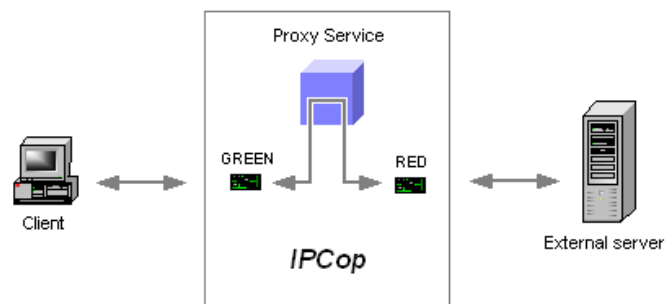 Proxy Service
GREEN
RED
Client
External server
IPCop